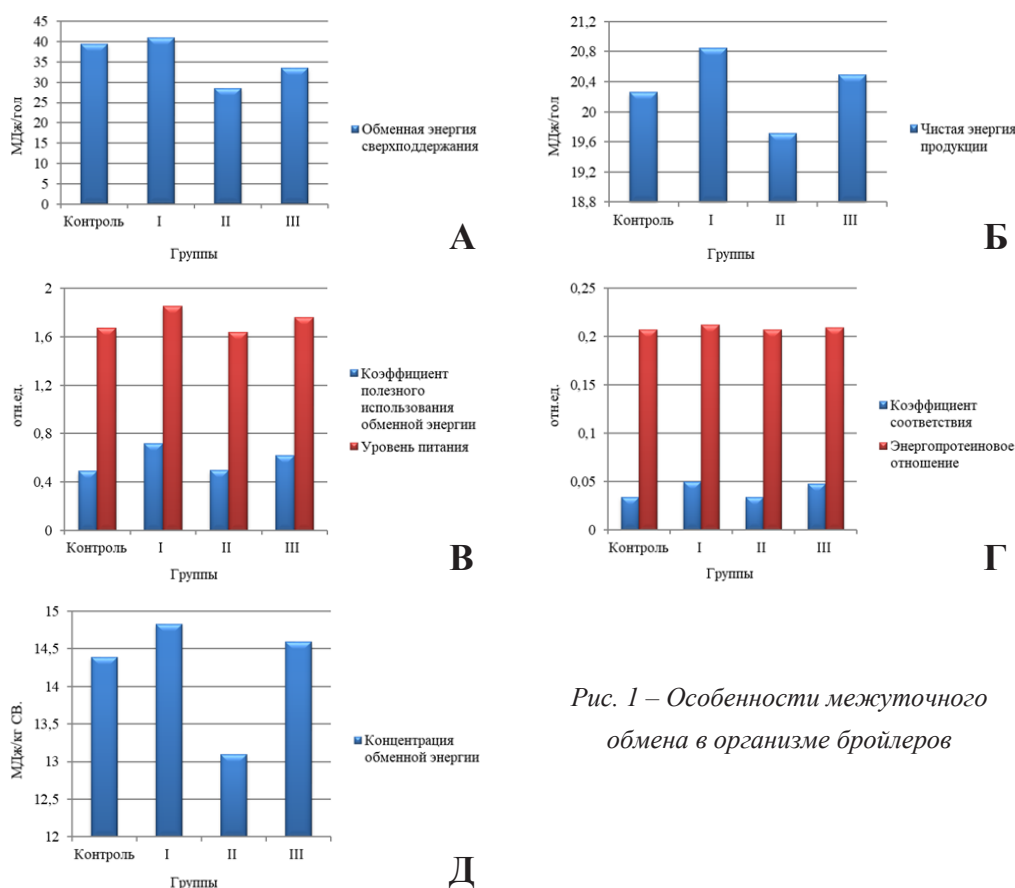 45
40
35
30
25
20
15
10
5
0
МДж/гол
Контроль I II III
Группы
Обменная энергия
сверхподдержания
А
21,2
20,8
20,4
20
19,6
19,2
18,8
МДж/гол
Контроль I II III
Группы
Чистая энергия
продукции
Б
2
1,6
1,2
0,8
0,4
0
отн.ед.
Контроль I II III
Группы
Коэффициент
полезного
использования
обменной энергии
Уровень питания
В
0,25
0,2
0,15
0,1
0,05
0
отн.ед.
Контроль I II III
Группы
Коэффициент
соответствия
Энергопротеиновое
отношение
Г
15
14,5
14
13,5
13
12,5
12
МДж/кг СВ.
Контроль I II III
Группы
Концентрация
обменной энергии
Д
Рис. 1 – Особенности межуточного
обмена в организме бройлеров